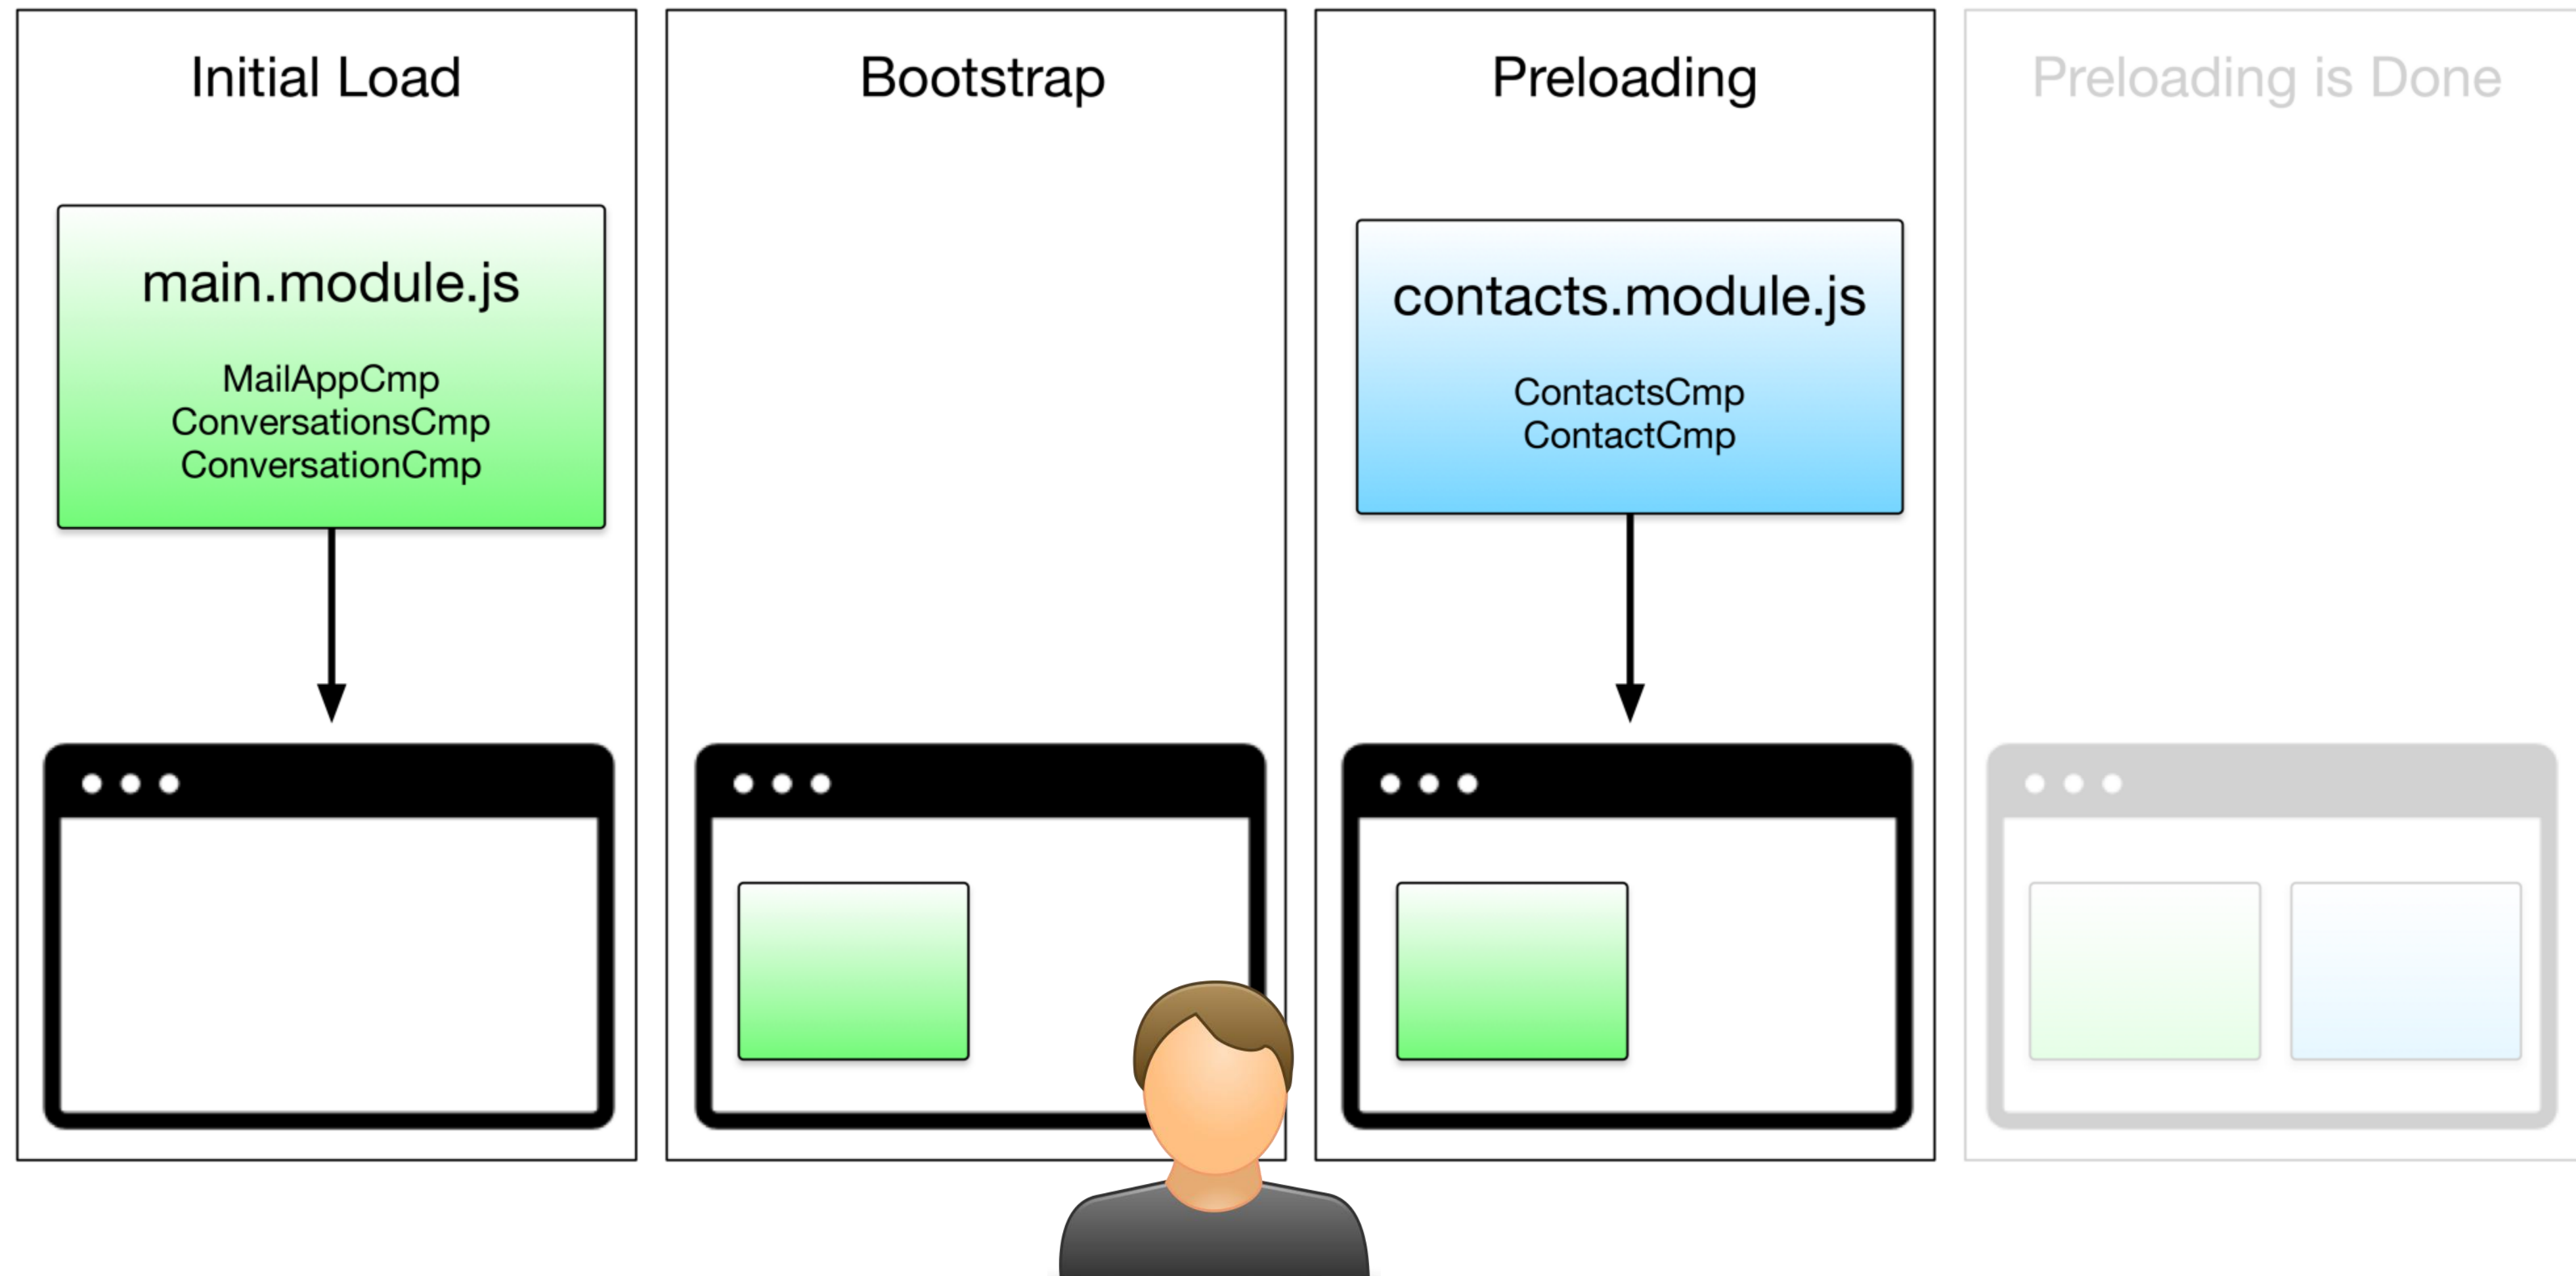 Initial Load
main.module.js
MailAppCmp
ConversationsCmp
ConversationCmp
Bootstrap
Preloading
contacts.module.js
ContactsCmp
ContactCmp
Preloading is Done